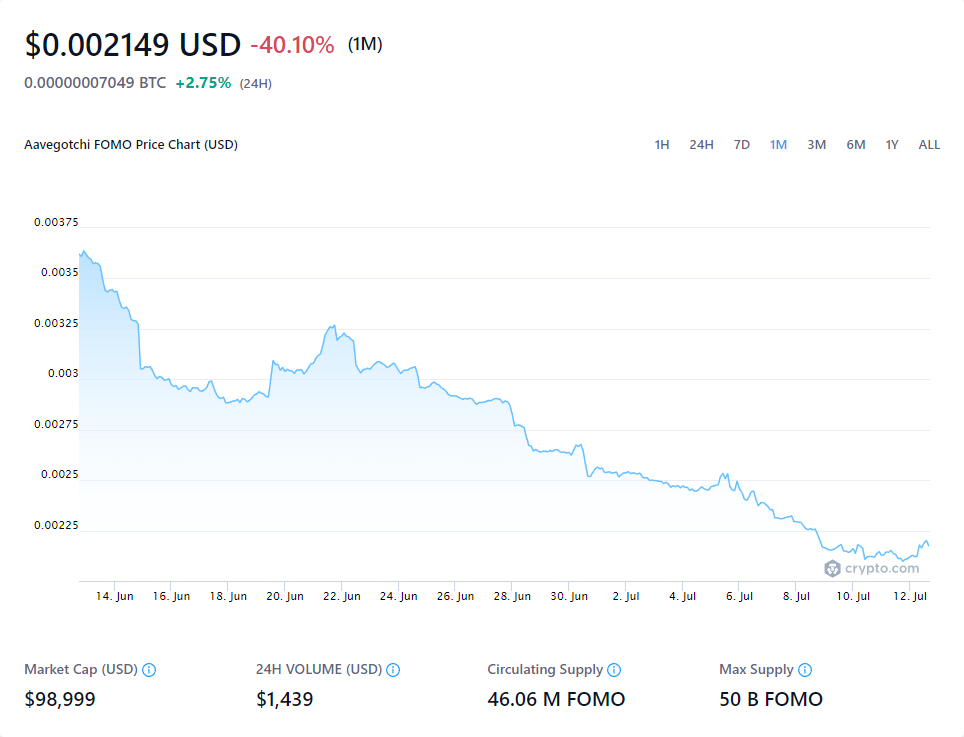 $0.002149 USD -40.10% (1M)
0.00000007049 BTC +2.75% (24H)
Aavegotchi FOMO Price Chart (USD) 1H 24H 7D 1M 3M 6M 1Y ALL
0.00375
0.0035
0.00325
0.003
0.00275
0.0025
0.00225
crypto.com
14. Jun 16. Jun 18. Jun 20. Jun 22. Jun 24. Jun 26. Jun 28. Jun 30. Jun 2. Jul 4. Jul 6. Jul 8. Jul 10. Jul 12. Jul
Market Cap (USD) 24H VOLUME (USD) Circulating Supply Max Supply
$98,999 $1,439 46.06 M FOMO 50 B FOMO